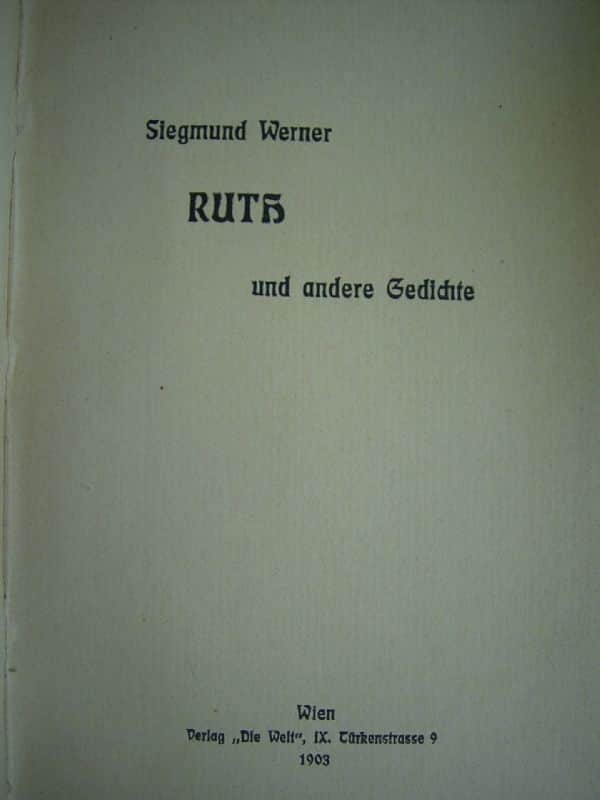 Siegmund Werner
RUTH
und andere Gedichte
Wien
Verlag „Die Welt“, IX. Türkenstrasse 9
1903